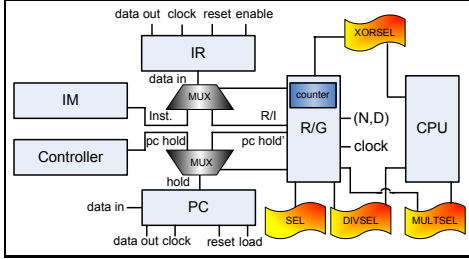 data out clock reset enable
XORSEL
IR
data in
MUX
counter
IM
Inst.
R/I
R/G
(N,D)
CPU
Controller
pc hold
pc hold'
clock
MUX
hold
data in
PC
SEL
DIVSEL
MULTSEL
data out clock reset load